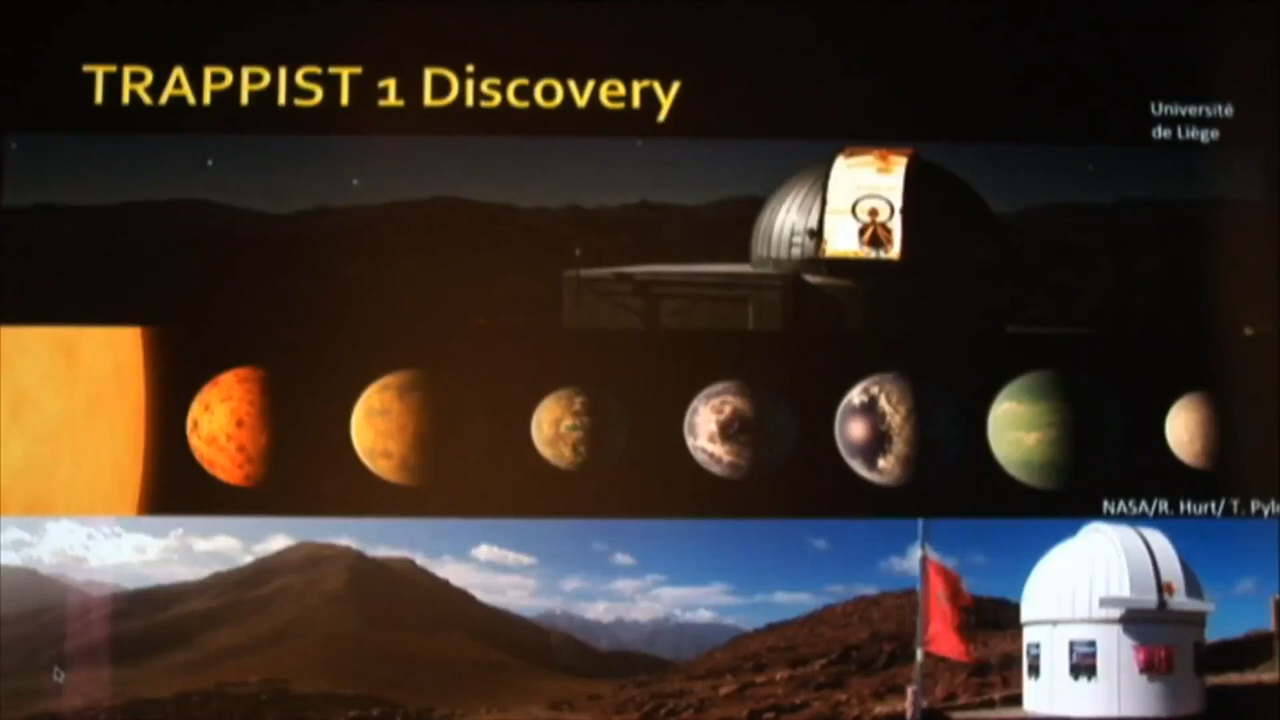 TRAPPIST 1 Discovery
Université
de Liège
NASA/R. Hurt/ T. Pyle